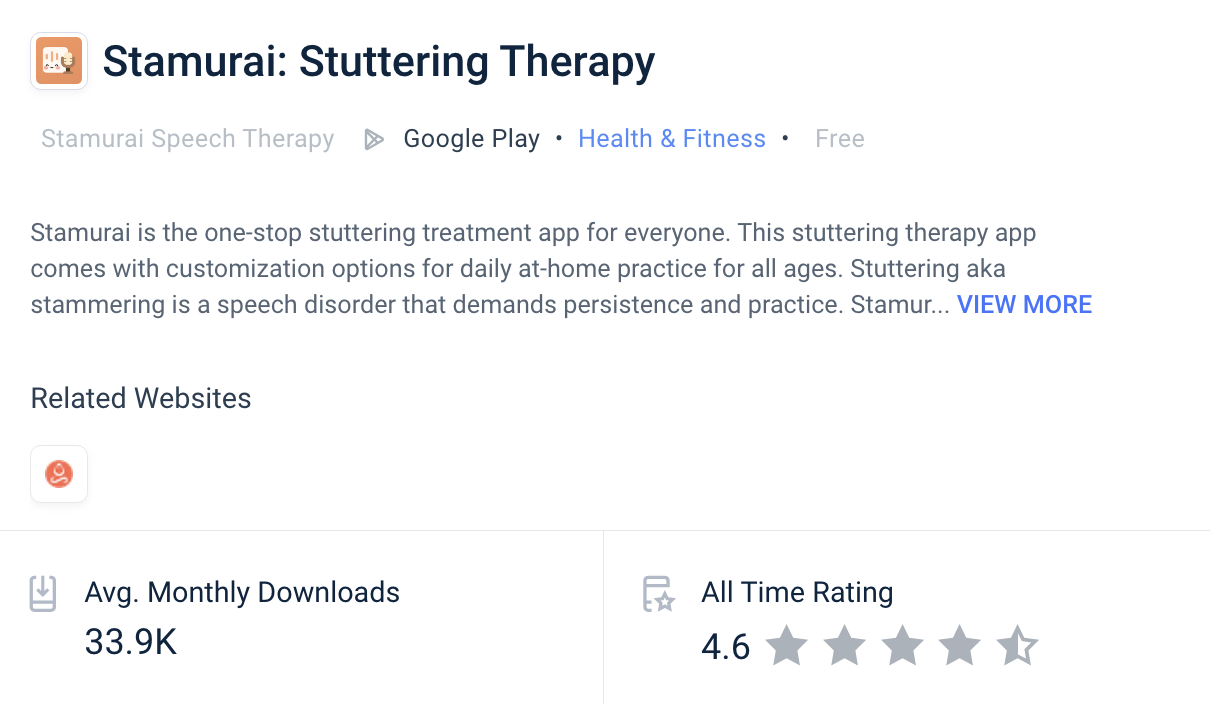 Stamurai: Stuttering Therapy
Stamurai Speech Therapy Google Play • Health & Fitness • Free
Stamurai is the one-stop stuttering treatment app for everyone. This stuttering therapy app
comes with customization options for daily at-home practice for all ages. Stuttering aka
stammering is a speech disorder that demands persistence and practice. Stamur... VIEW MORE
Related Websites
Avg. Monthly Downloads
33.9K
All Time Rating
4.6